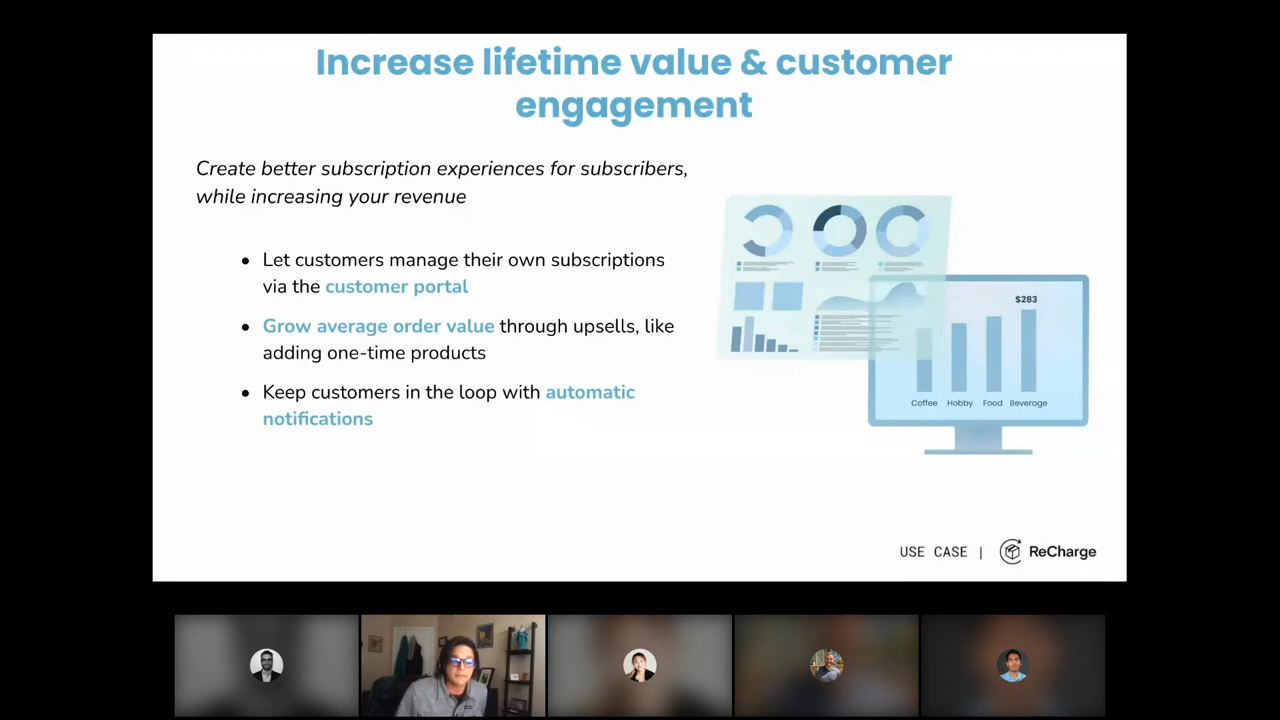 Increase lifetime value & customer
engagement
Create better subscription experiences for subscribers,
while increasing your revenue
• Let customers manage their own subscriptions
via the customer portal
• Grow average order value through upsells, like
adding one-time products
• Keep customers in the loop with automatic
notifications
$283
Coffee Hobby Food Beverage
USE CASE | ReCharge